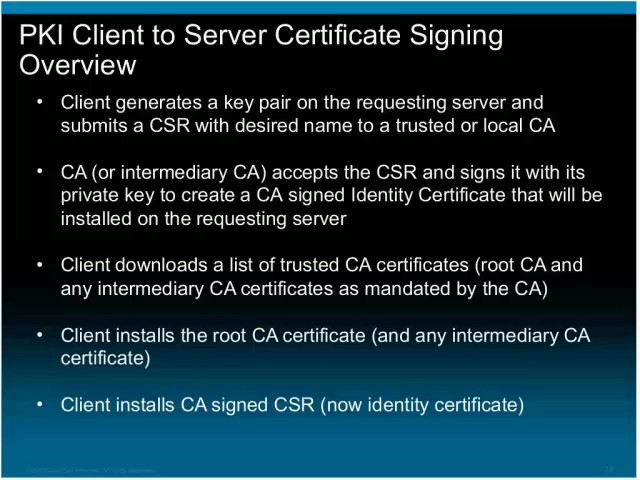 PKI Client to Server Certificate Signing
Overview
• Client generates a key pair on the requesting server and
submits a CSR with desired name to a trusted or local CA
• CA (or intermediary CA) accepts the CSR and signs it with its
private key to create a CA signed Identity Certificate that will be
installed on the requesting server
• Client downloads a list of trusted CA certificates (root CA and
any intermediary CA certificates as mandated by the CA)
• Client installs the root CA certificate (and any intermediary CA
certificate)
• Client installs CA signed CSR (now identity certificate)